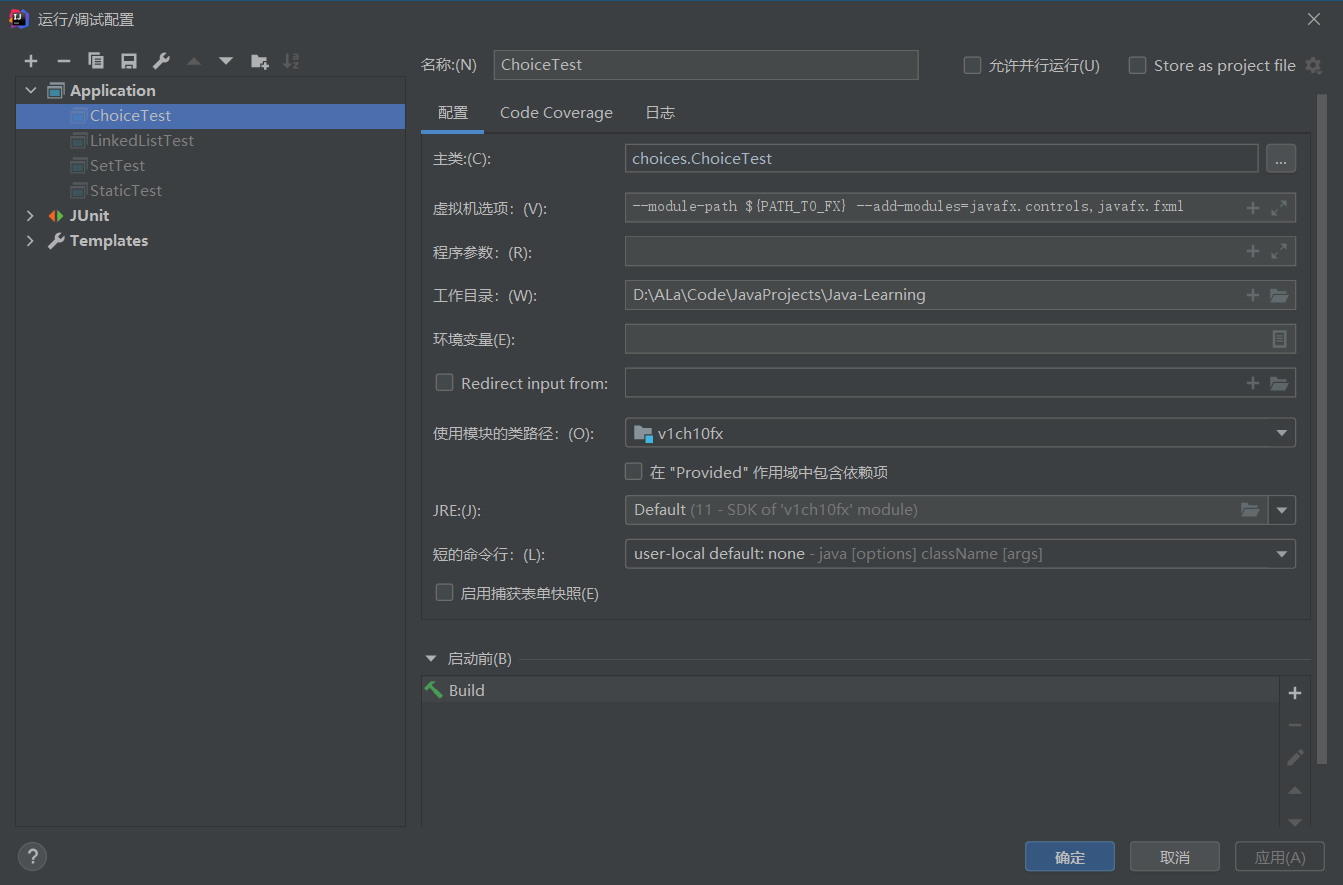 运行/调试配置
名称:(N) ChoiceTest 允许并行运行(U) Store as project file
Application
ChoiceTest
LinkedListTest
SetTest
StaticTest
JUnit
Templates
配置 Code Coverage 日志
主类:(C): choices.ChoiceTest ...
虚拟机选项：(V): --module-path ${PATH_TO_FX} --add-modules=javafx.controls,javafx.fxml
程序参数：(R):
工作目录：(W): D:\ALa\Code\JavaProjects\Java-Learning
环境变量(E):
Redirect input from:
使用模块的类路径：(O): v1ch10fx
在 "Provided" 作用域中包含依赖项
JRE:(J): Default (11 - SDK of 'v1ch10fx' module)
短的命令行：(L): user-local default: none - java [options] className [args]
启用捕获表单快照(E)
启动前(B)
Build
? 确定 取消 应用(A)